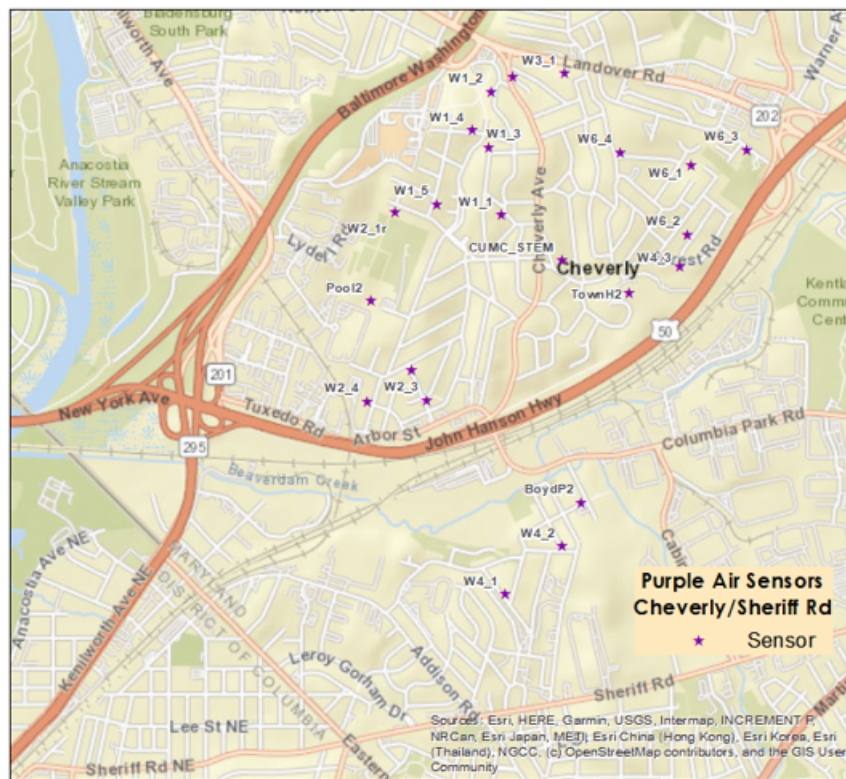 Bladensburg
South Park
Kenilworth Ave
Baltimore Washington
Landover Rd
Warner A
202
W3_1
W1_2
W1_4
W1_3
W6_4
W6_3
W6_1
Anacostia
River Stream
Valley Park
W1_5
W1_1
Cheverly Ave
W2_1r
W6_2
CUMC_STEM
W4_3
Cheverly
TownH2
Pool2
Kentla
Commu
Cent
50
201
W2_4
W2_3
New York Ave
Tuxedo Rd
Arbor St
John Hanson Hwy
Columbia Park Rd
295
Beaverdam Creek
BoydP2
W4_2
W4_1
Cabin
Anacostia Ave NE
MARYLAND
DISTRICT OF COLUMBIA
Kenilworth Ave NE
Purple Air Sensors
Cheverly/Sheriff Rd
Sensor
Leroy Gorham Dr
Addison Rd
Sheriff Rd
Lee St NE
Eastern
Sheriff Rd NE
Martin
Sources: Esri, HERE, Garmin, USGS, Intermap, INCREMENT P,
NRCan, Esri Japan, METI, Esri China (Hong Kong), Esri Korea, Esri
(Thailand), NGCC, (c) OpenStreetMap contributors, and the GIS User
Community